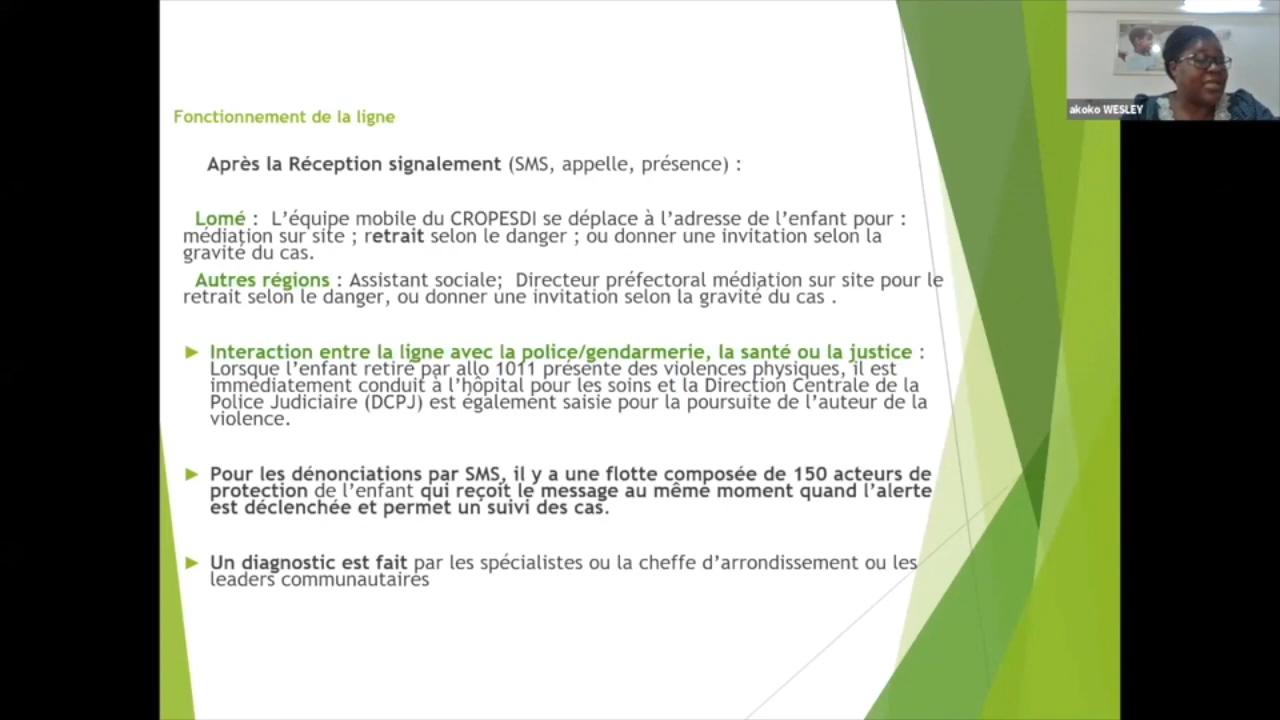 akoko WESLEY
Fonctionnement de la ligne
Après la Réception signalement (SMS, appelle, présence) :
Lomé : L’équipe mobile du CROPESDI se déplace à l’adresse de l’enfant pour :
médiation sur site ; retrait selon le danger ; ou donner une invitation selon la
gravité du cas.
Autres régions : Assistant sociale; Directeur préfectoral médiation sur site pour le
retrait selon le danger, ou donner une invitation selon la gravité du cas .
► Interaction entre la ligne avec la police/gendarmerie, la santé ou la justice :
Lorsque l’enfant retiré par allo 1011 présente des violences physiques, il est
immédiatement conduit à l’hôpital pour les soins et la Direction Centrale de la
Police Judiciaire (DCPJ) est également saisie pour la poursuite de l’auteur de la
violence.
► Pour les dénonciations par SMS, il y a une flotte composée de 150 acteurs de
protection de l’enfant qui reçoit le message au même moment quand l’alerte
est déclenchée et permet un suivi des cas.
► Un diagnostic est fait par les spécialistes ou la cheffe d’arrondissement ou les
leaders communautaires